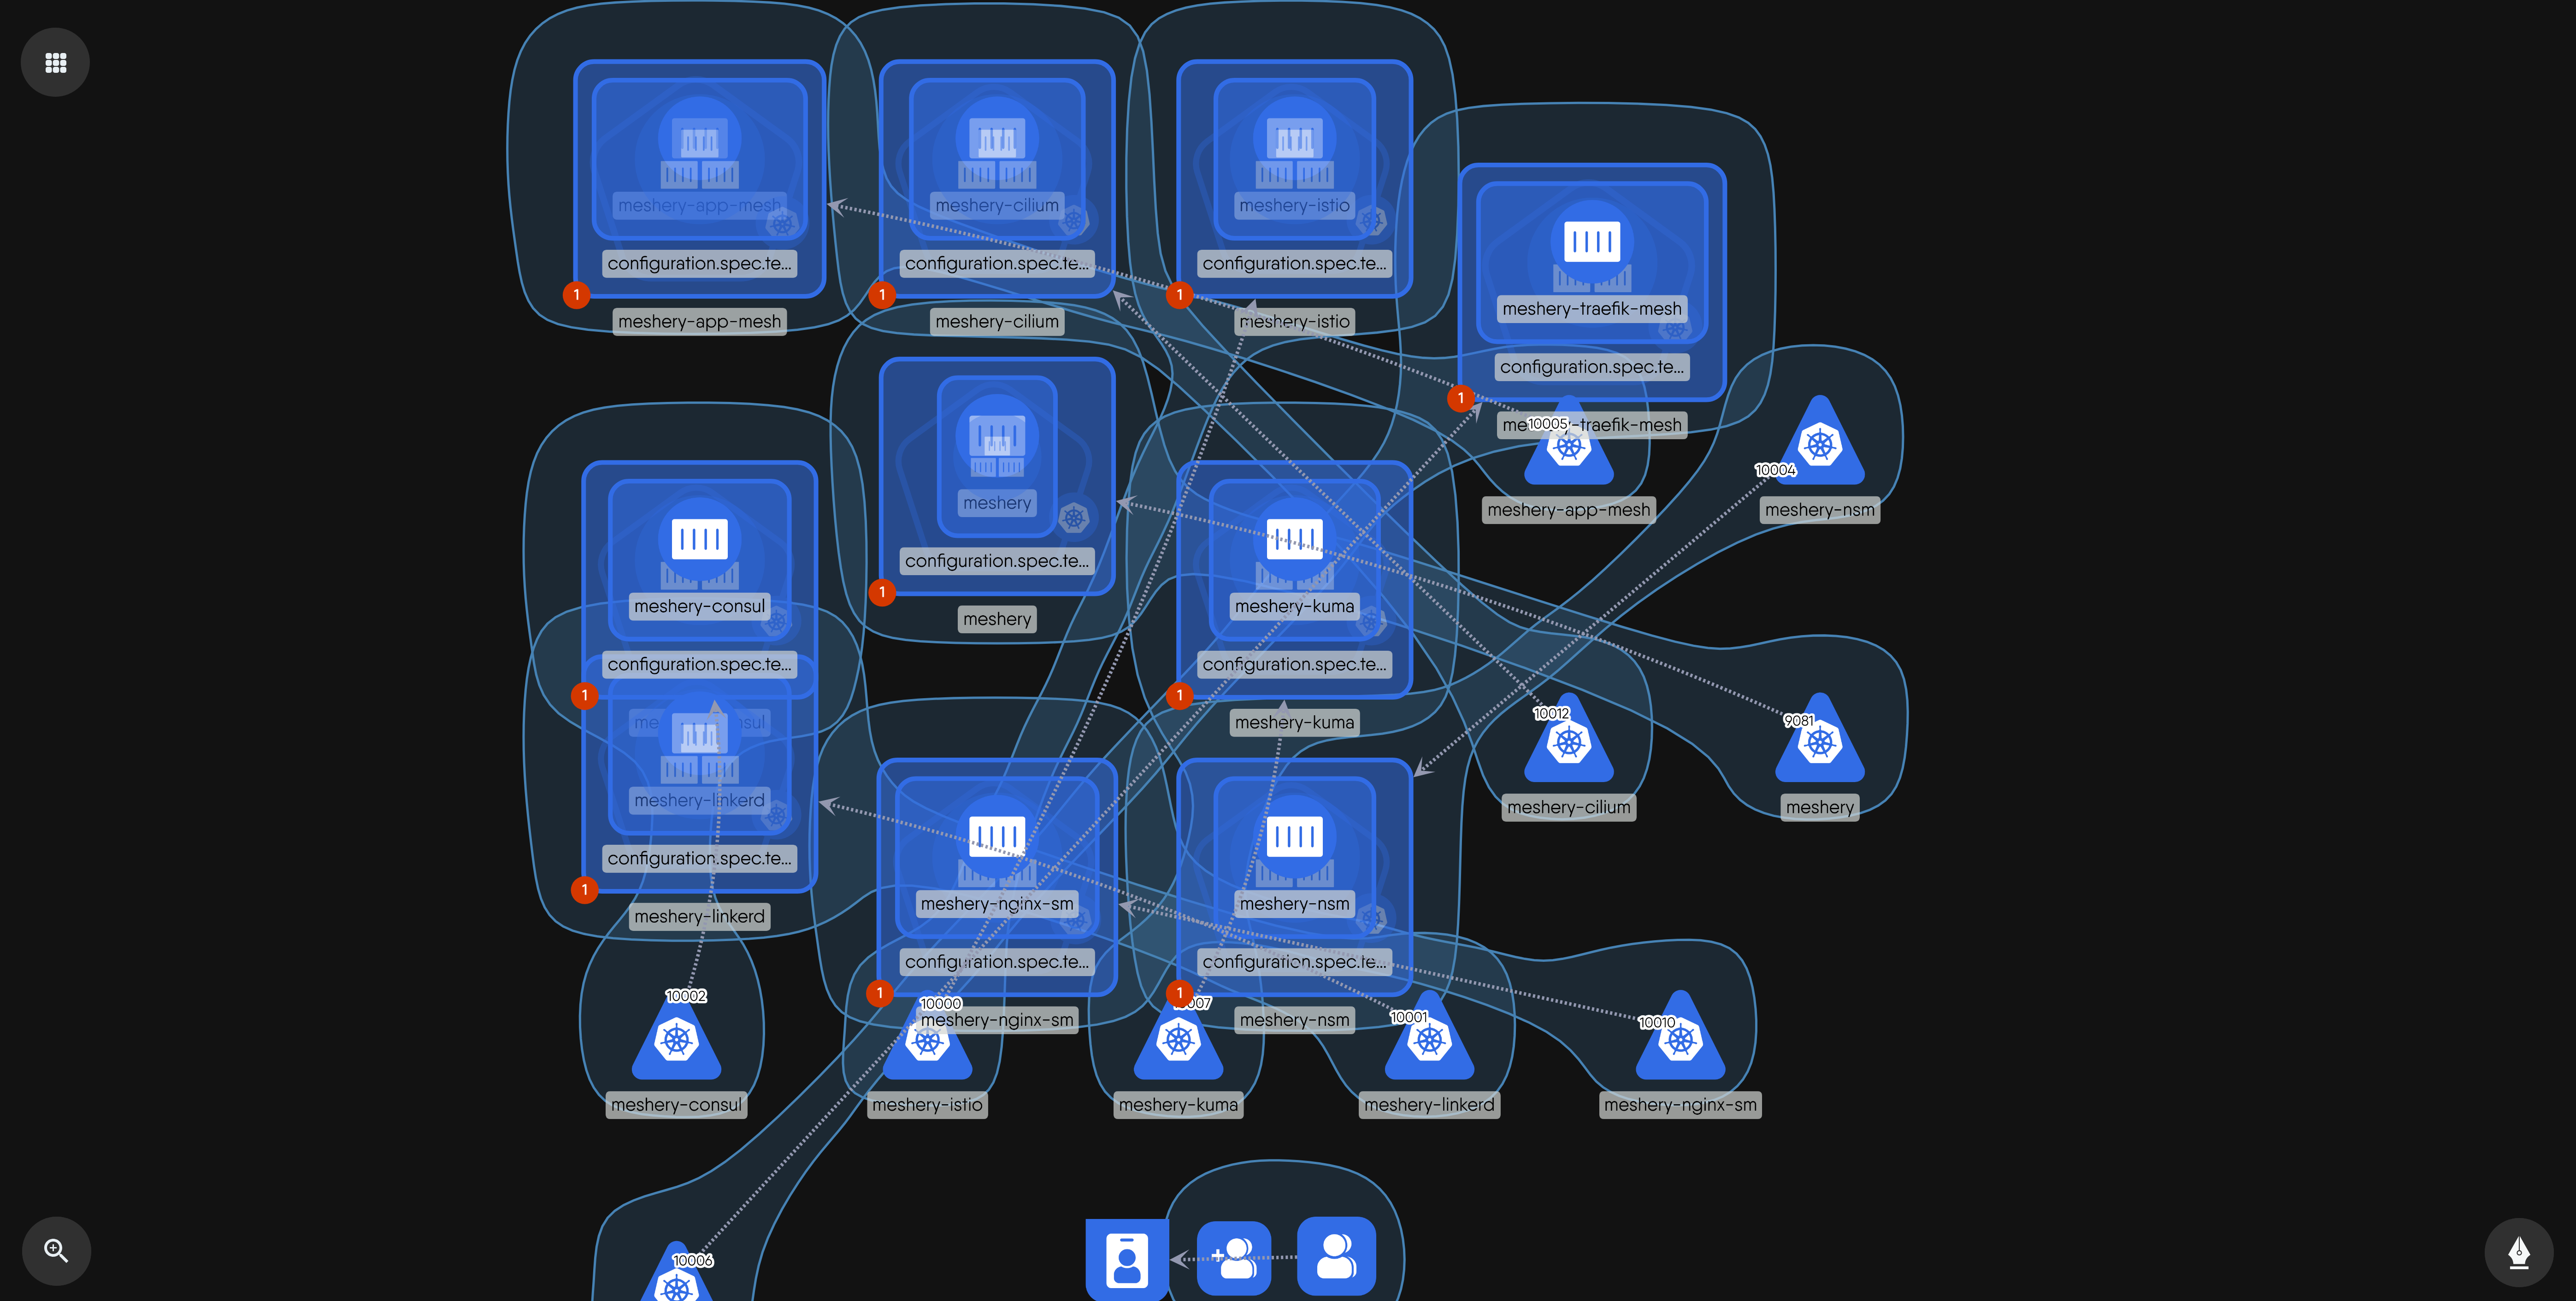 meshery-app-mesh
configuration.spec.te...
1
meshery-app-mesh
meshery-cilium
configuration.spec.te...
1
meshery-cilium
meshery-istio
configuration.spec.te...
1
meshery-istio
meshery-traefik-mesh
configuration.spec.te...
1
-traefik-mesh
10005
meshery-app-mesh
10004
meshery-nsm
meshery
configuration.spec.te...
1
meshery
meshery-consul
configuration.spec.te...
1
meshery-kuma
configuration.spec.te...
1
meshery-kuma
meshery-linkerd
configuration.spec.te...
1
meshery-linkerd
10012
meshery-cilium
9081
meshery
meshery-nginx-sm
configuration.spec.te...
1
meshery-nginx-sm
meshery-nsm
configuration.spec.te...
1
meshery-nsm
10002
meshery-consul
10000
meshery-istio
meshery-kuma
10001
meshery-linkerd
10010
meshery-nginx-sm
10006